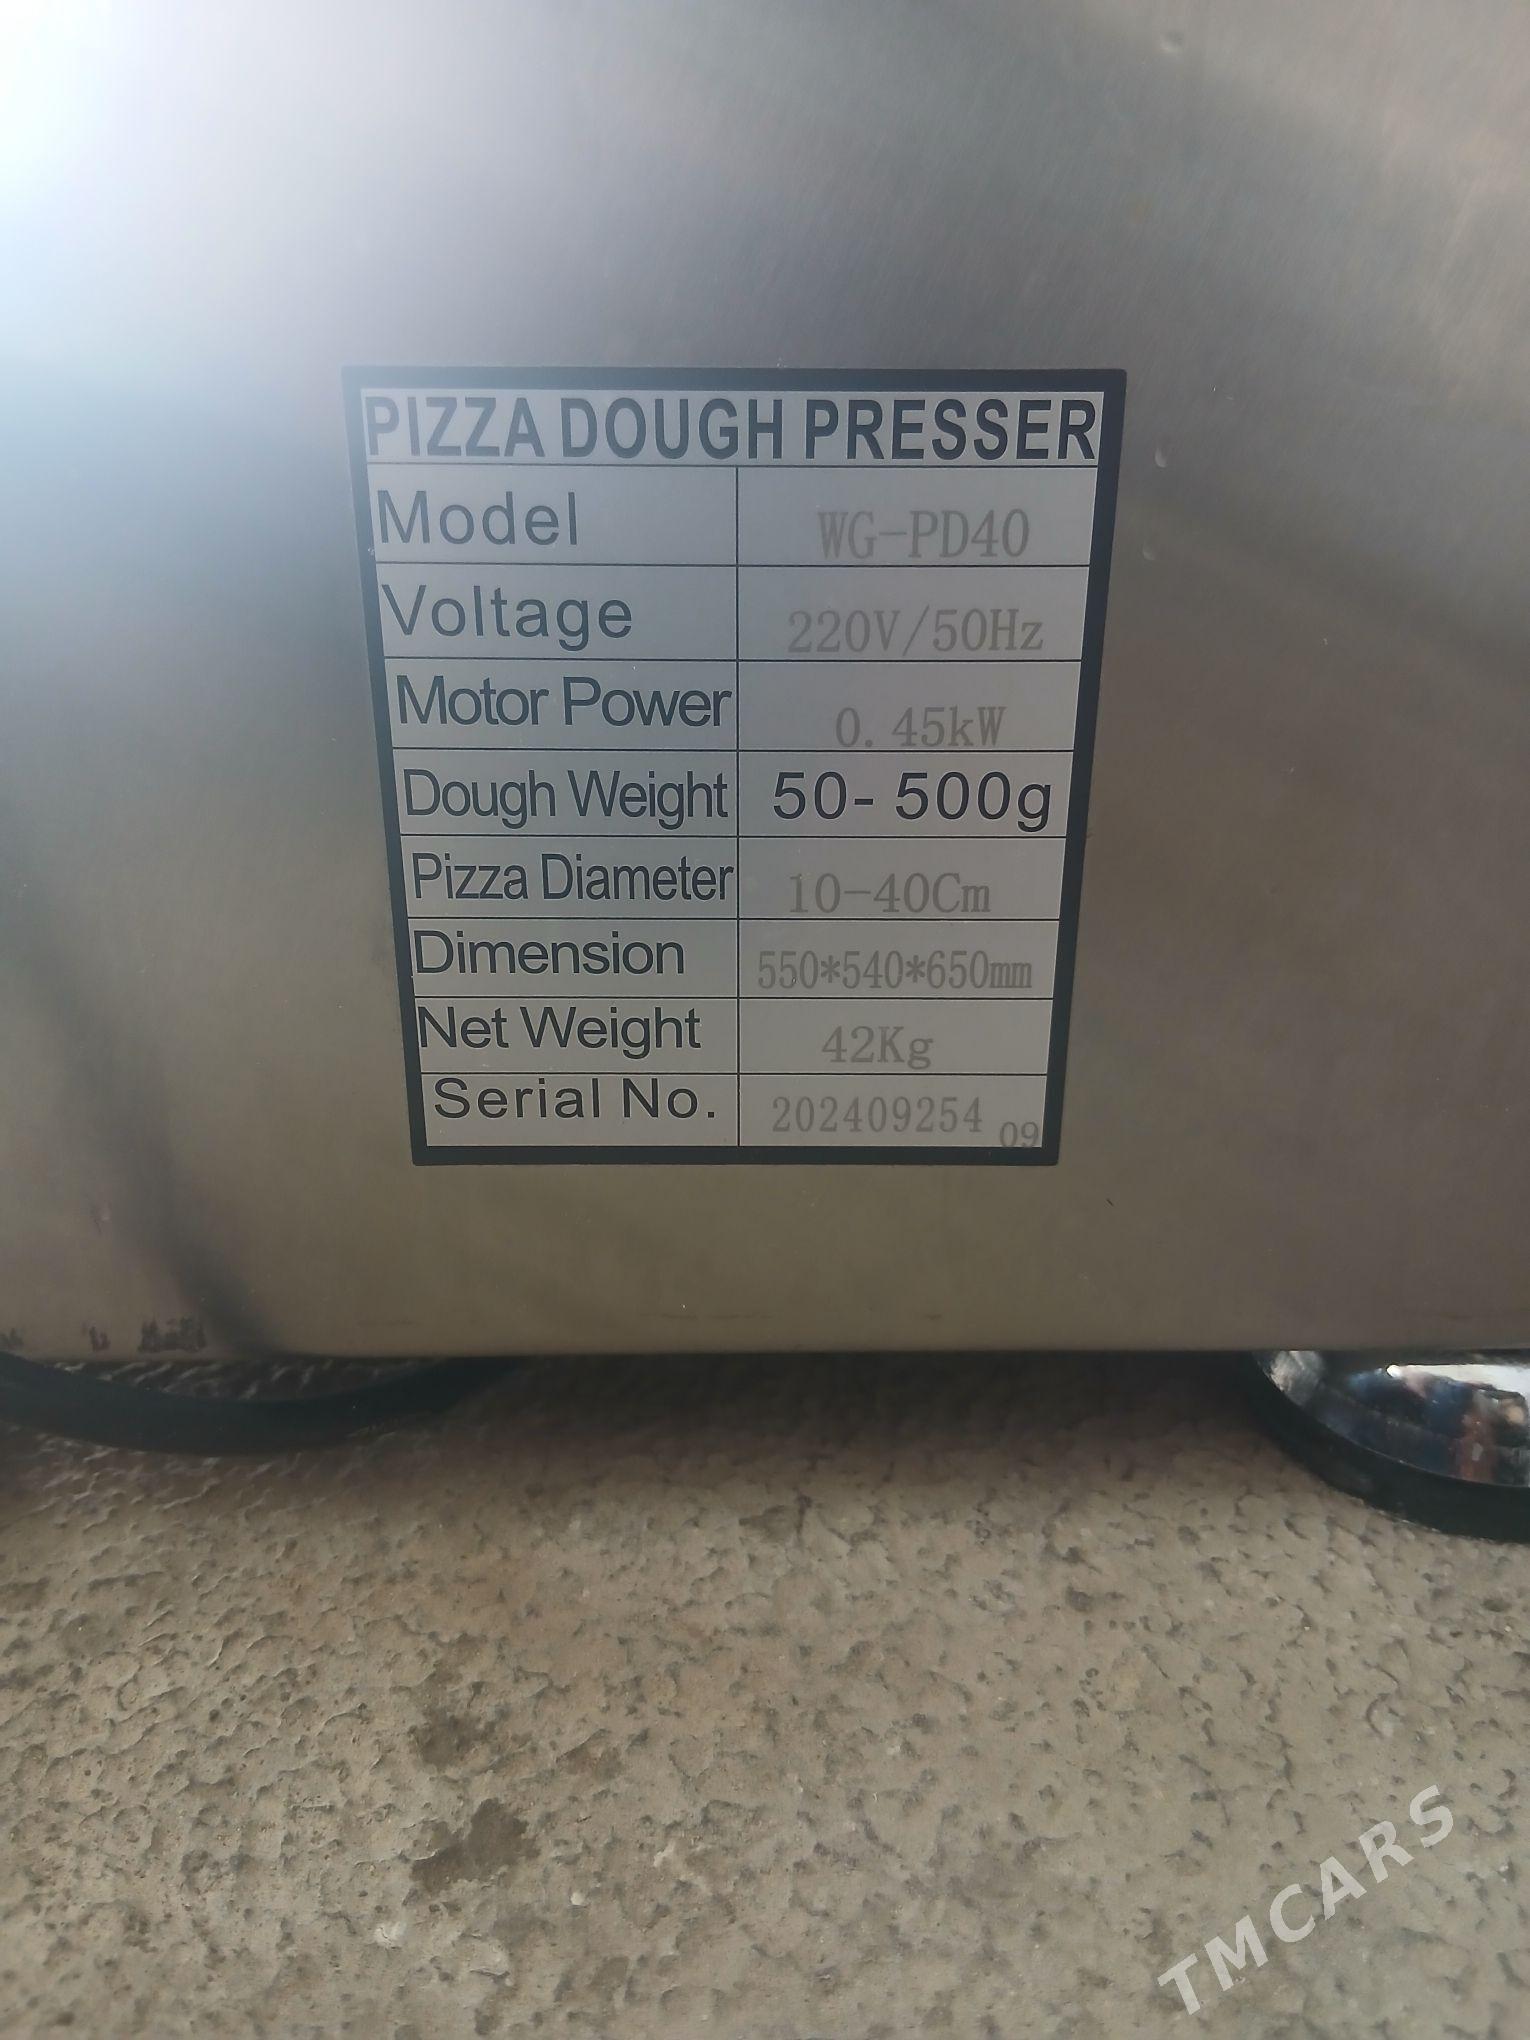 PIZZA DOUGH PRESSER
Model WG-PD40
Voltage 220V/50Hz
Motor Power 0.45kW
Dough Weight 50-500g
Pizza Diameter 10-40Cm
Dimension 550*540*650mm
Net Weight 42Kg
Serial No. 202409254 09
TMCARS